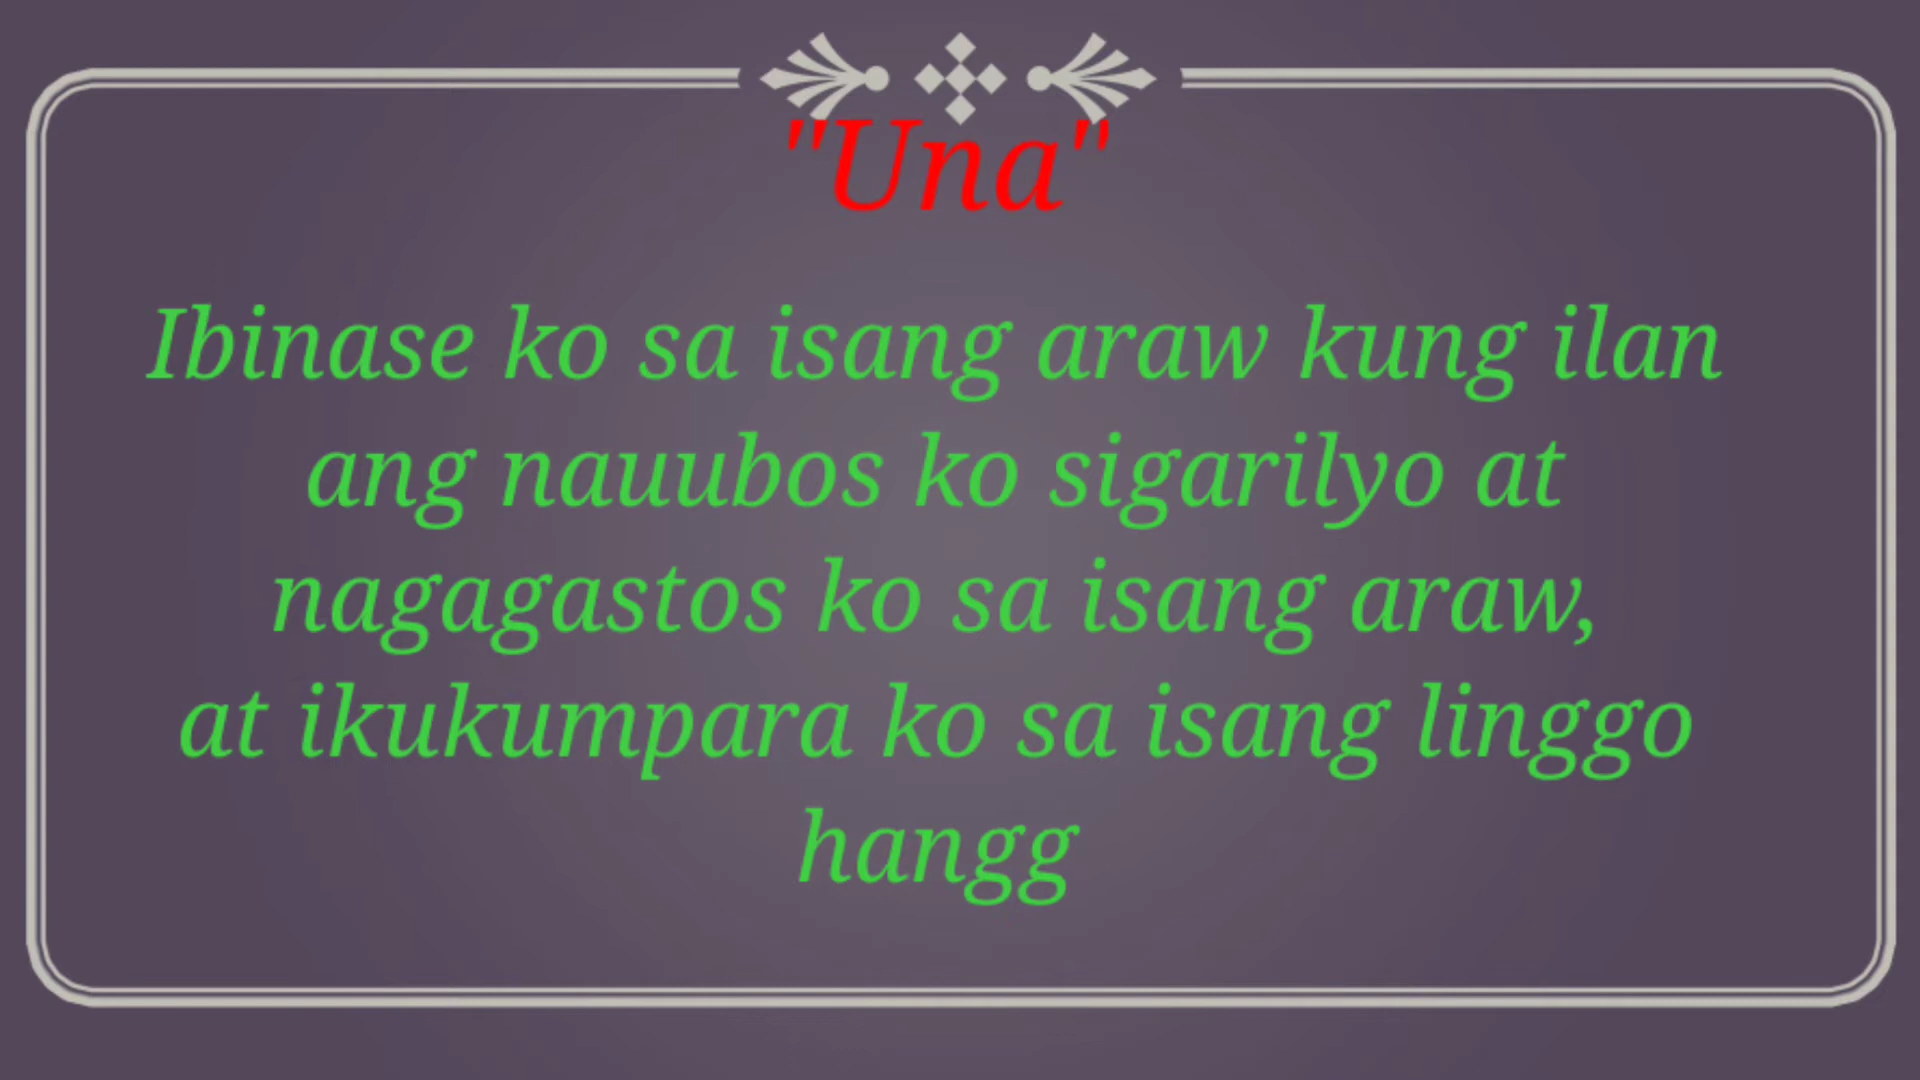 "Una"
Ibinase ko sa isang araw kung ilan
ang nauubos ko sigarilyo at
nagagastos ko sa isang araw,
at ikukumpara ko sa isang linggo
hangg